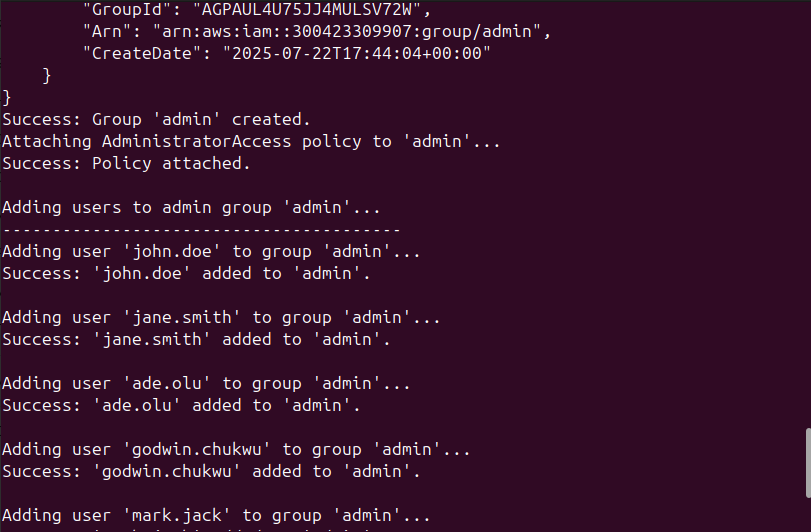 "GroupId": "AGPAUL4U75JJ4MULSV72W",
"Arn": "arn:aws:iam::300423309907:group/admin",
"CreateDate": "2025-07-22T17:44:04+00:00"
}
}
Success: Group 'admin' created.
Attaching AdministratorAccess policy to 'admin'...
Success: Policy attached.
Adding users to admin group 'admin'...
----------------------------------------
Adding user 'john.doe' to group 'admin'...
Success: 'john.doe' added to 'admin'.
Adding user 'jane.smith' to group 'admin'...
Success: 'jane.smith' added to 'admin'.
Adding user 'ade.olu' to group 'admin'...
Success: 'ade.olu' added to 'admin'.
Adding user 'godwin.chukwu' to group 'admin'...
Success: 'godwin.chukwu' added to 'admin'.
Adding user 'mark.jack' to group 'admin'...